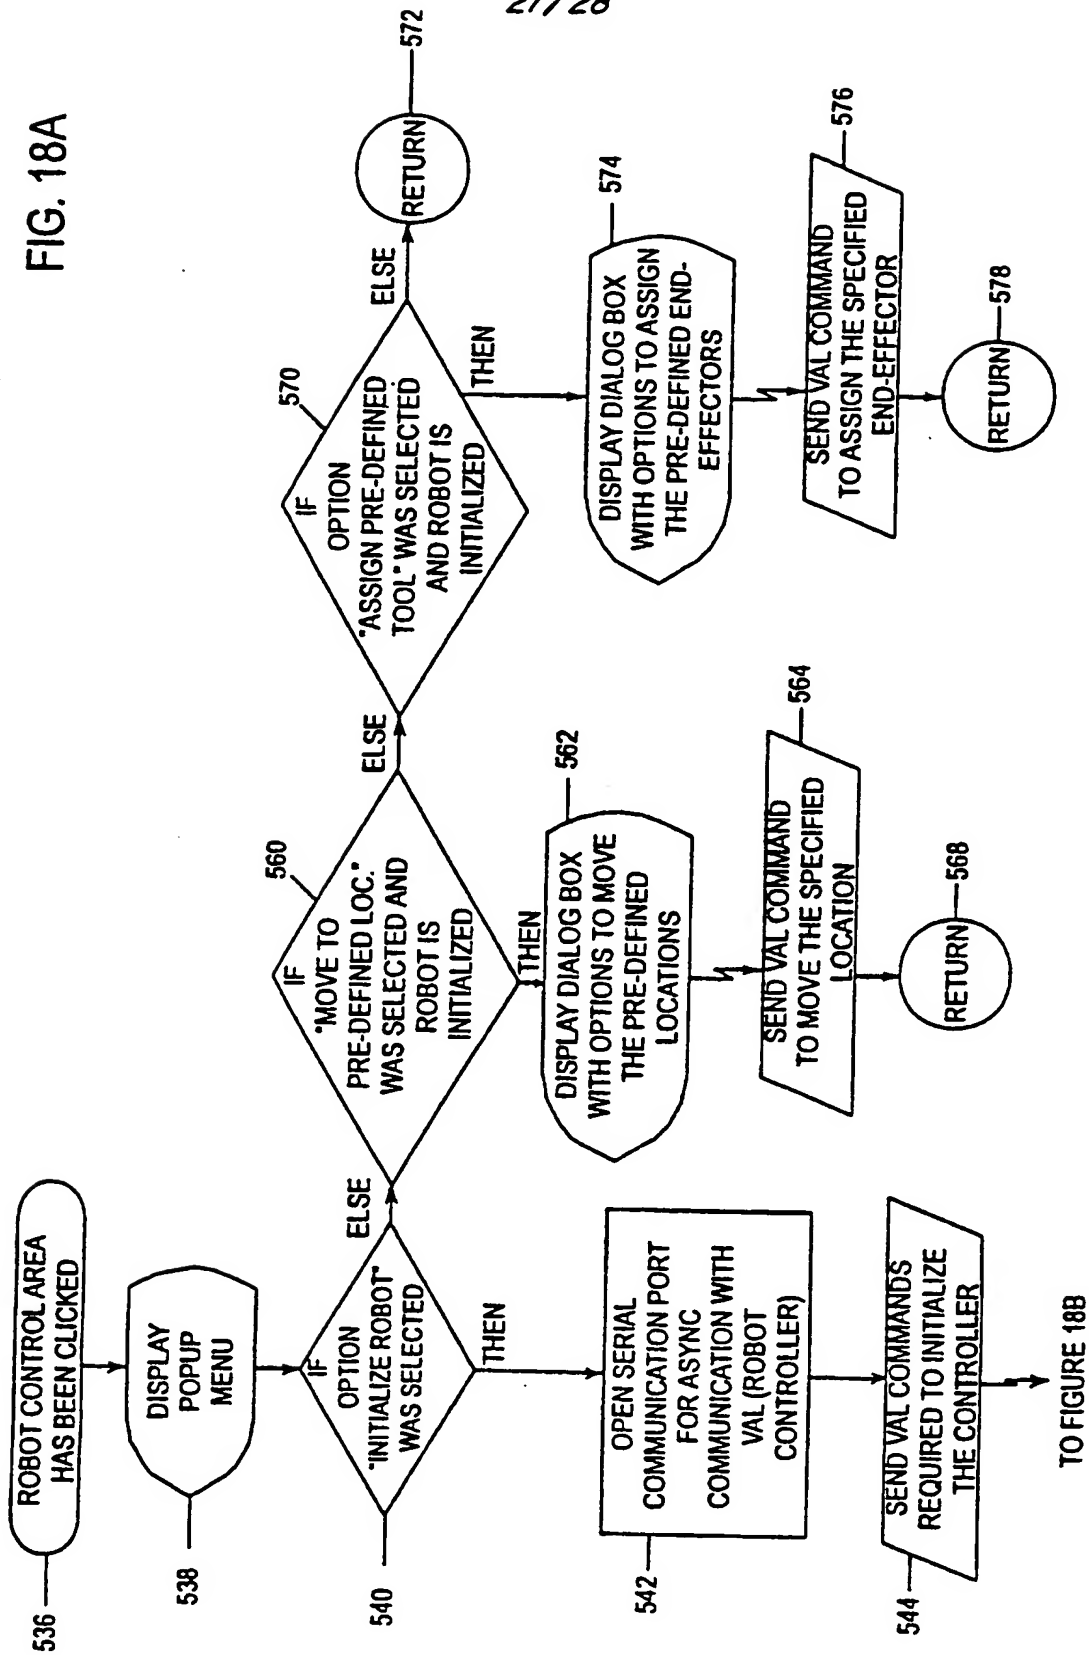 21/28
FIG. 18A
536
ROBOT CONTROL AREA
HAS BEEN CLICKED
538
DISPLAY
POPUP
MENU
540
IF
OPTION
"INITIALIZE ROBOT"
WAS SELECTED
THEN
ELSE
542
OPEN SERIAL
COMMUNICATION PORT
FOR ASYNC
COMMUNICATION WITH
VAL (ROBOT
CONTROLLER)
544
SEND VAL COMMANDS
REQUIRED TO INITIALIZE
THE CONTROLLER
TO FIGURE 18B
560
IF
"MOVE TO
PRE-DEFINED LOC."
WAS SELECTED AND
ROBOT IS
INITIALIZED
THEN
ELSE
562
DISPLAY DIALOG BOX
WITH OPTIONS TO MOVE
THE PRE-DEFINED
LOCATIONS
564
SEND VAL COMMAND
TO MOVE THE SPECIFIED
LOCATION
RETURN
568
570
IF
OPTION
"ASSIGN PRE-DEFINED
TOOL" WAS SELECTED
AND ROBOT IS
INITIALIZED
THEN
ELSE
RETURN
572
574
DISPLAY DIALOG BOX
WITH OPTIONS TO ASSIGN
THE PRE-DEFINED END-
EFFECTORS
576
SEND VAL COMMAND
TO ASSIGN THE SPECIFIED
END-EFFECTOR
RETURN
578